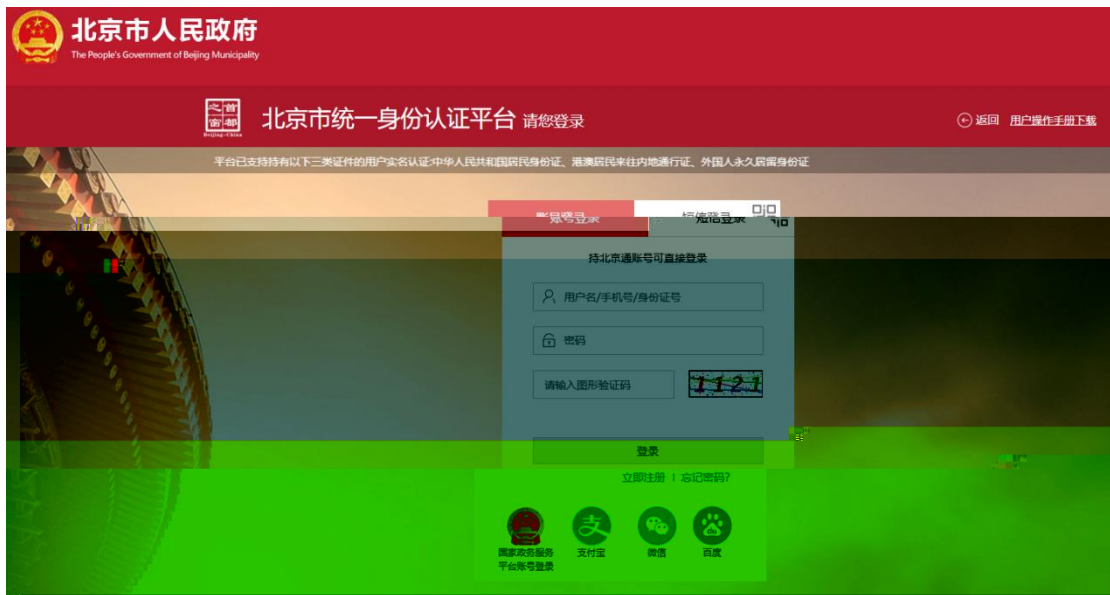 北京市人民政府
The People's Government of Beijing Municipality
首都之窗
Beijing-China
北京市统一身份认证平台 请您登录
返回 用户操作手册下载
平台已支持持有以下三类证件的用户实名认证:中华人民共和国居民身份证、港澳居民来往内地通行证、外国人永久居留身份证
账号登录 短信登录
持北京通账号可直接登录
用户名/手机号/身份证号
密码
请输入图形验证码 1121
登录
立即注册 | 忘记密码?
国家政务服务
平台账号登录
支付宝
微信
百度